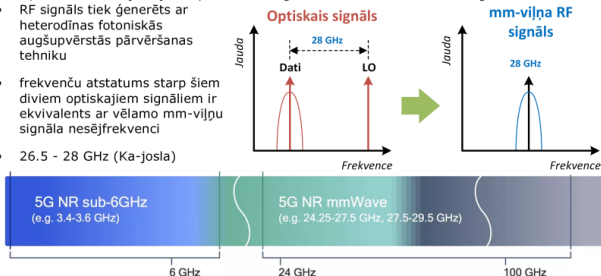 RF signāls tiek ģenerēts ar
heterodīnas fotoniskās
augšupvērstās pārvēršanas
tehniku
frekvenču atstatums starp šiem
diviem optiskajiem signāliem ir
ekvivalents ar vēlamo mm-viļņu
signāla nesējfrekvenci
26.5 - 28 GHz (Ka-josla)
Optiskais signāls
Jauda
28 GHz
Dati
LO
Frekvence
mm-viļņa RF
signāls
Jauda
28 GHz
Frekvence
5G NR sub-6GHz
(e.g. 3.4-3.6 GHz)
5G NR mmWave
(e.g. 24.25-27.5 GHz, 27.5-29.5 GHz)
6 GHz
24 GHz
100 GHz